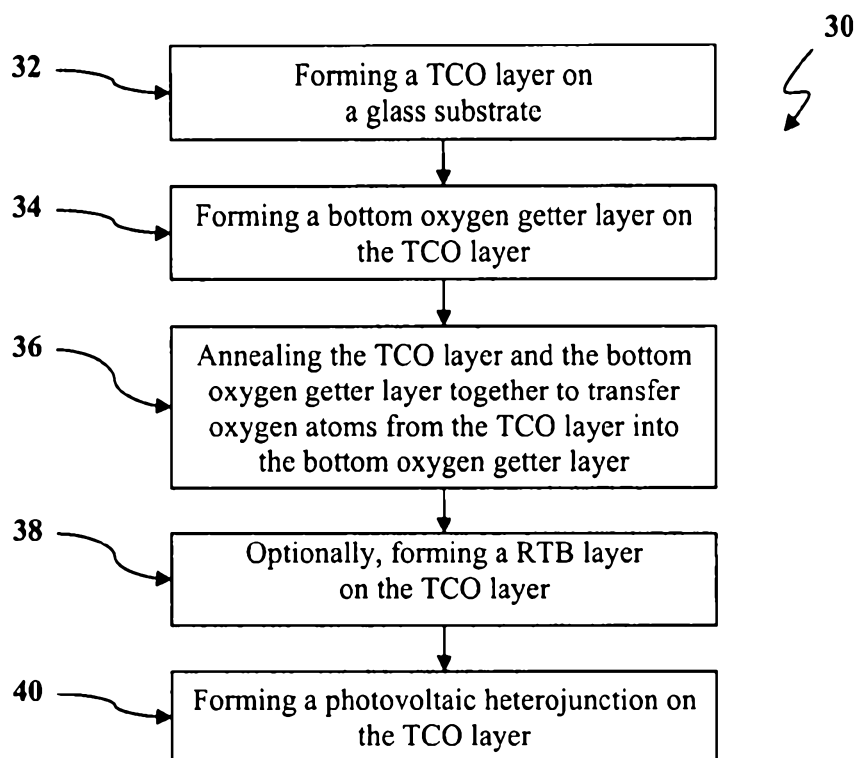 30
32
Forming a TCO layer on
a glass substrate
34
Forming a bottom oxygen getter layer on
the TCO layer
36
Annealing the TCO layer and the bottom
oxygen getter layer together to transfer
oxygen atoms from the TCO layer into
the bottom oxygen getter layer
38
Optionally, forming a RTB layer
on the TCO layer
40
Forming a photovoltaic heterojunction on
the TCO layer